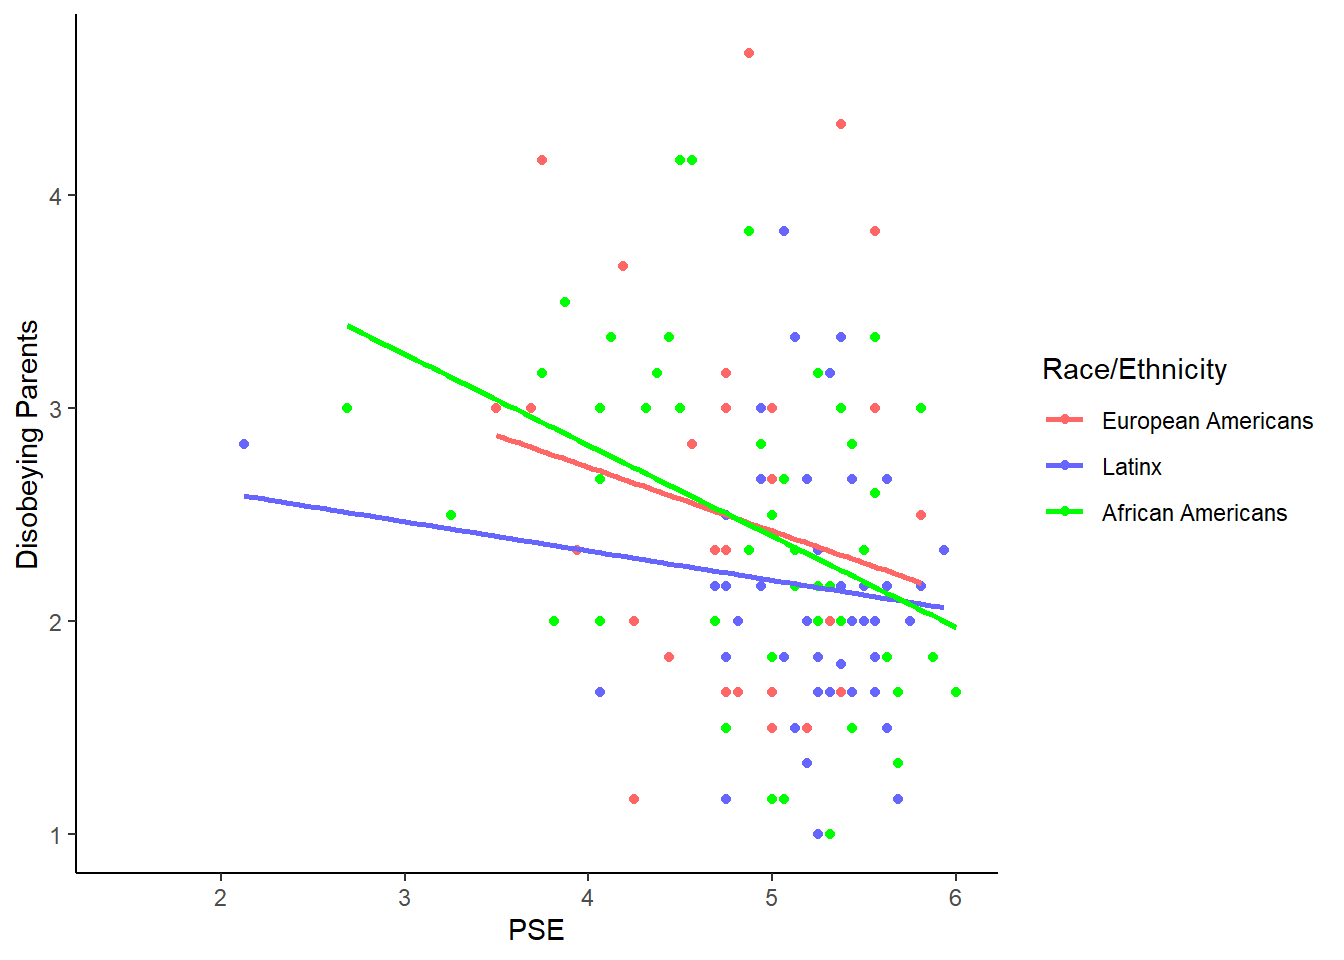 4
3
2
1
Disobeying Parents
2
3
4
5
6
PSE
Race/Ethnicity
European Americans
Latinx
African Americans